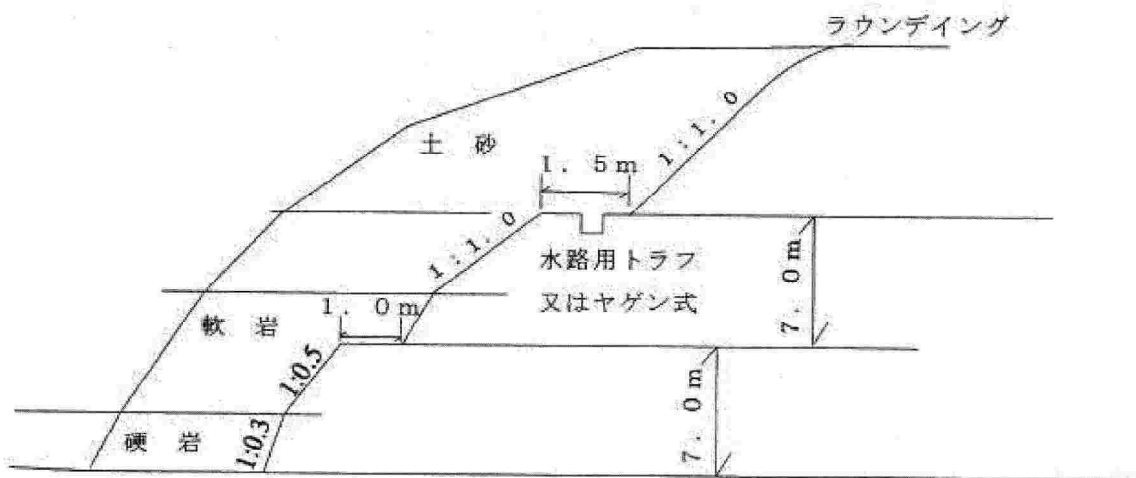 ラウンデイング
土 砂
1:1.0
1.5m
1:1.0
水路用トラフ
又はヤゲン式
7.0m
1.0m
軟 岩
1:0.5
7.0m
硬 岩
1:0.3